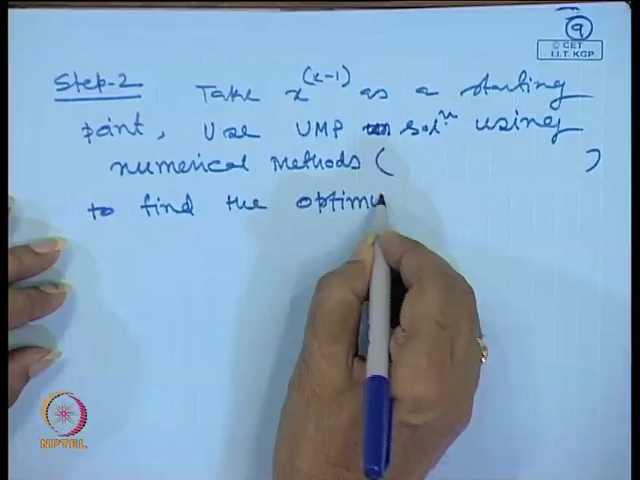 9
© CET
I.I.T. KGP
Step-2 Take x^(k-1) as a starting
point, Use UMP solⁿ using
numerical methods ( )
to find the optimu
NPTEL